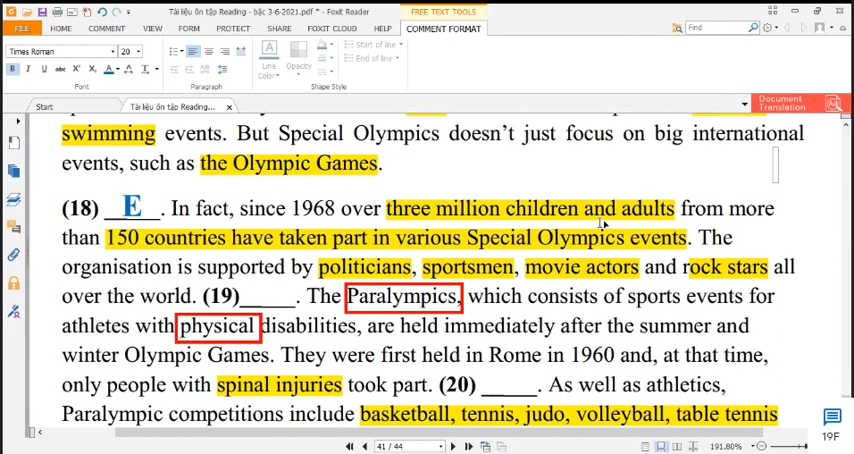 Tài liệu ôn tập Reading - bậc 3-6-2021.pdf * - Foxit Reader
FREE TEXT TOOLS
FILE HOME COMMENT VIEW FORM PROTECT SHARE FOXIT CLOUD HELP COMMENT FORMAT
Find
Times Roman 20
Start of line
End of line
B I U abc X² X₂ A T
Line Color
Opacity
Font Paragraph Shape Style
Start Tài liệu ôn tập Reading... Document Translation
swimming events. But Special Olympics doesn't just focus on big international
events, such as the Olympic Games.
(18) __E__. In fact, since 1968 over three million children and adults from more
than 150 countries have taken part in various Special Olympics events. The
organisation is supported by politicians, sportsmen, movie actors and rock stars all
over the world. (19)_____. The Paralympics, which consists of sports events for
athletes with physical disabilities, are held immediately after the summer and
winter Olympic Games. They were first held in Rome in 1960 and, at that time,
only people with spinal injuries took part. (20) _____. As well as athletics,
Paralympic competitions include basketball, tennis, judo, volleyball, table tennis
19F
41 / 44
191.80%